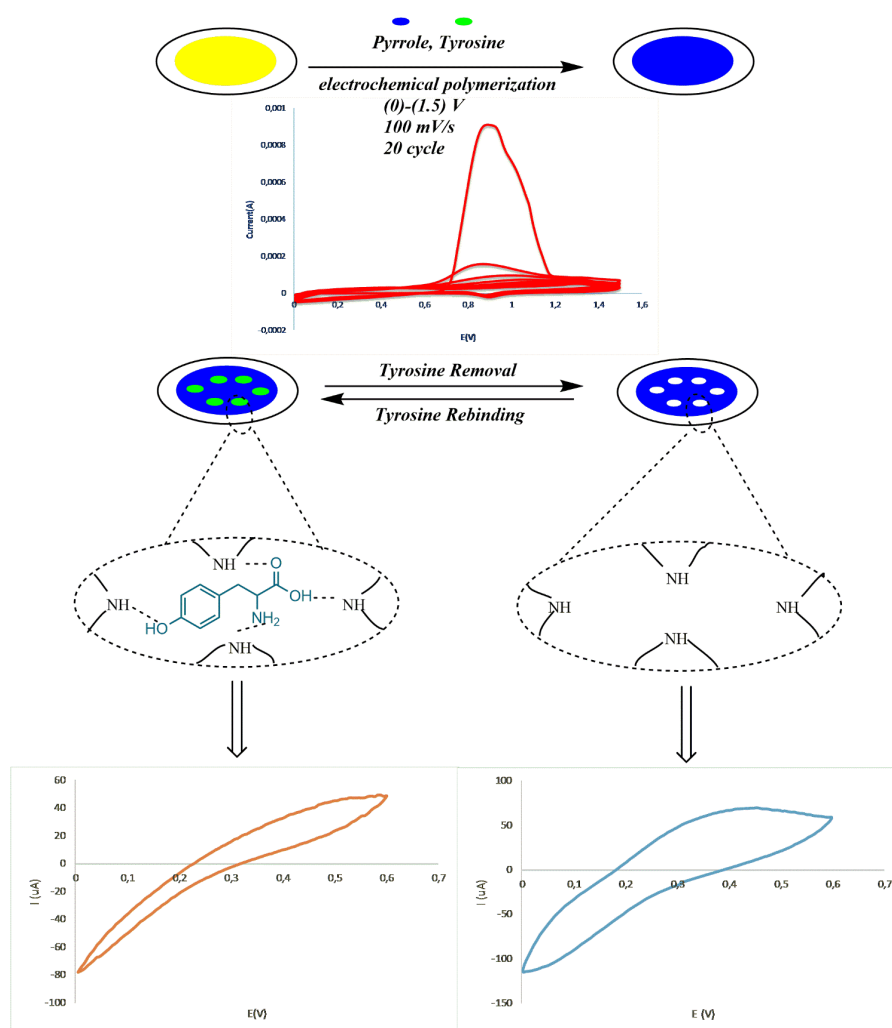 Pyrrole, Tyrosine
electrochemical polymerization
(0)-(1.5) V
100 mV/s
20 cycle
0,001
0,0008
0,0006
0,0004
0,0002
0
-0,0002
Current(A)
0 0,2 0,4 0,6 0,8 1 1,2 1,4 1,6
E(V)
Tyrosine Removal
Tyrosine Rebinding
NH O
NH OH NH
HO NH2
NH
NH
NH NH
NH
60
40
20
0
-20
-40
-60
-80
-100
I (uA)
0 0,1 0,2 0,3 0,4 0,5 0,6 0,7
E(V)
100
50
0
-50
-100
-150
I (uA)
0 0,1 0,2 0,3 0,4 0,5 0,6 0,7
E (V)